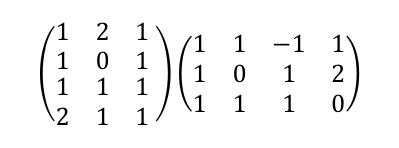 ( 1 2 1 ) ( 1 1 −1 1 )
( 1 0 1 ) ( 1 0 1 2 )
( 1 1 1 ) ( 1 1 1 0 )
( 2 1 1 )